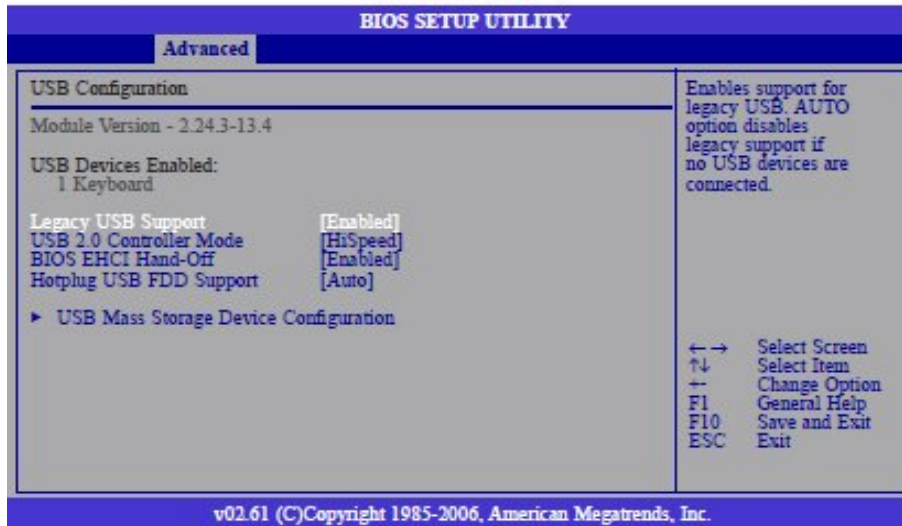 BIOS SETUP UTILITY
Advanced
USB Configuration
Module Version - 2.24.3-13.4
USB Devices Enabled:
1 Keyboard
Legacy USB Support [Enabled]
USB 2.0 Controller Mode [HiSpeed]
BIOS EHCI Hand-Off [Enabled]
Hotplug USB FDD Support [Auto]
► USB Mass Storage Device Configuration
Enables support for
legacy USB. AUTO
option disables
legacy support if
no USB devices are
connected.
←→ Select Screen
↑↓ Select Item
+- Change Option
F1 General Help
F10 Save and Exit
ESC Exit
v02.61 (C)Copyright 1985-2006, American Megatrends, Inc.